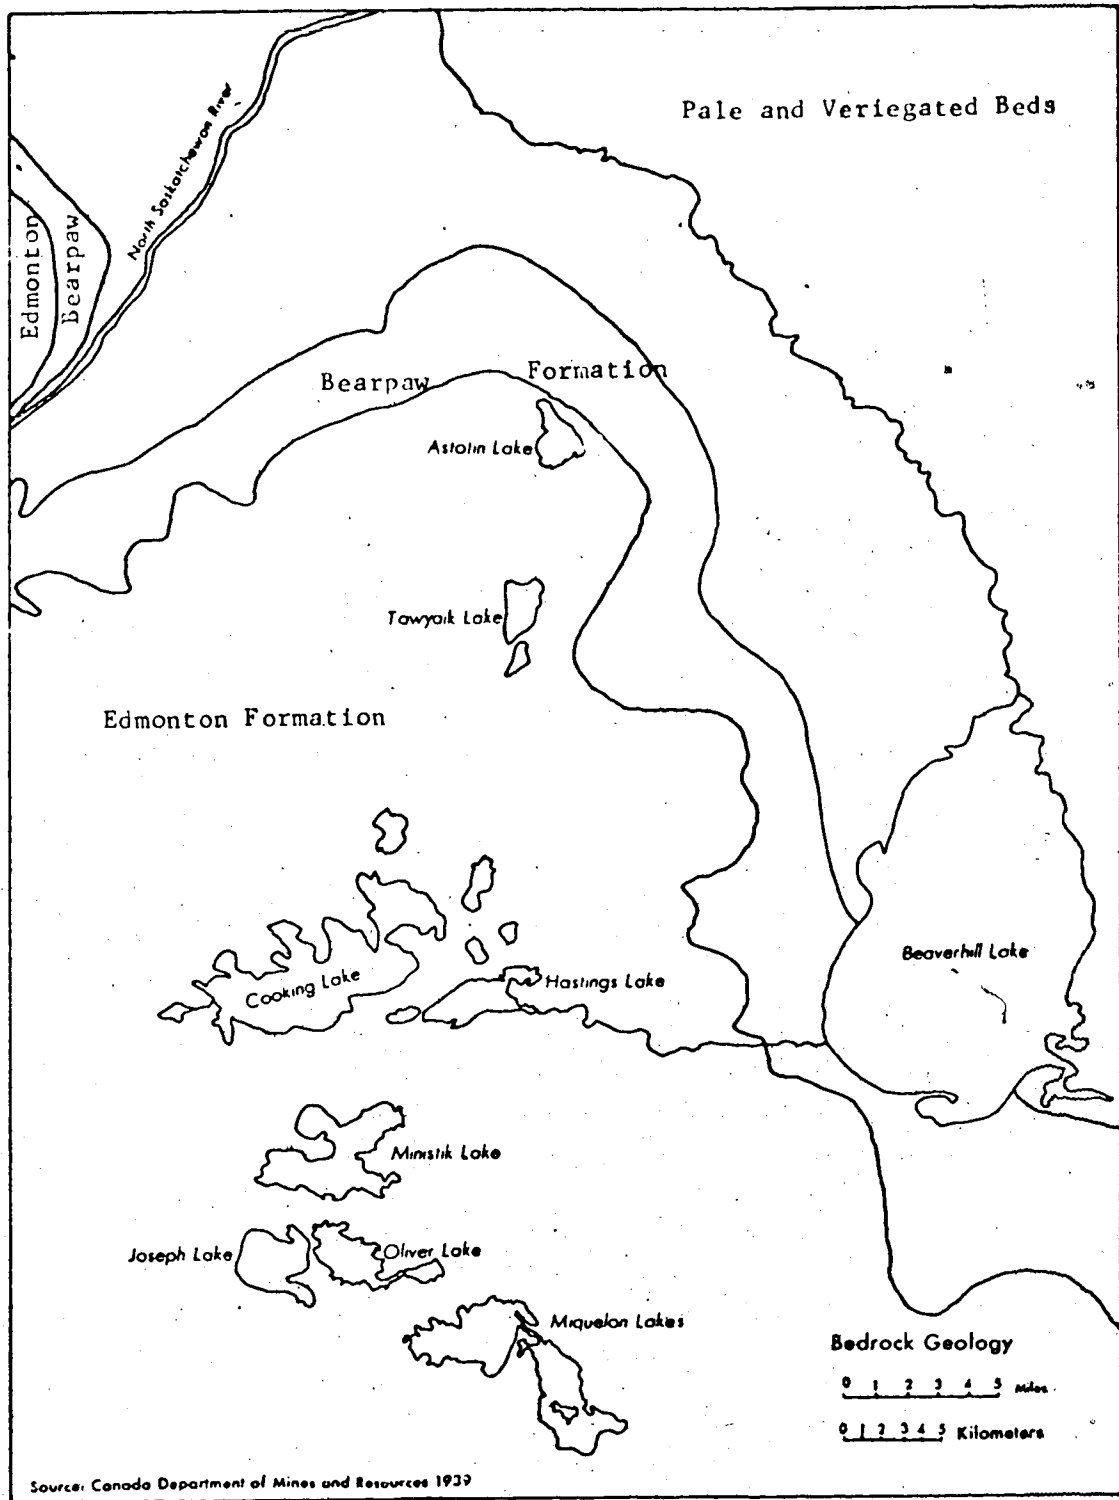 Pale and Veriegated Beds
North Saskatchewan River
Edmonton
Bearpaw
Bearpaw Formation
Astotin Lake
Tawyaik Lake
Edmonton Formation
Beaverhill Lake
Cooking Lake
Hastings Lake
Ministik Lake
Joseph Lake
Oliver Lake
Miquelon Lakes
Bedrock Geology
0 1 2 3 4 5 Miles
0 1 2 3 4 5 Kilometers
Source: Canada Department of Mines and Resources 1939